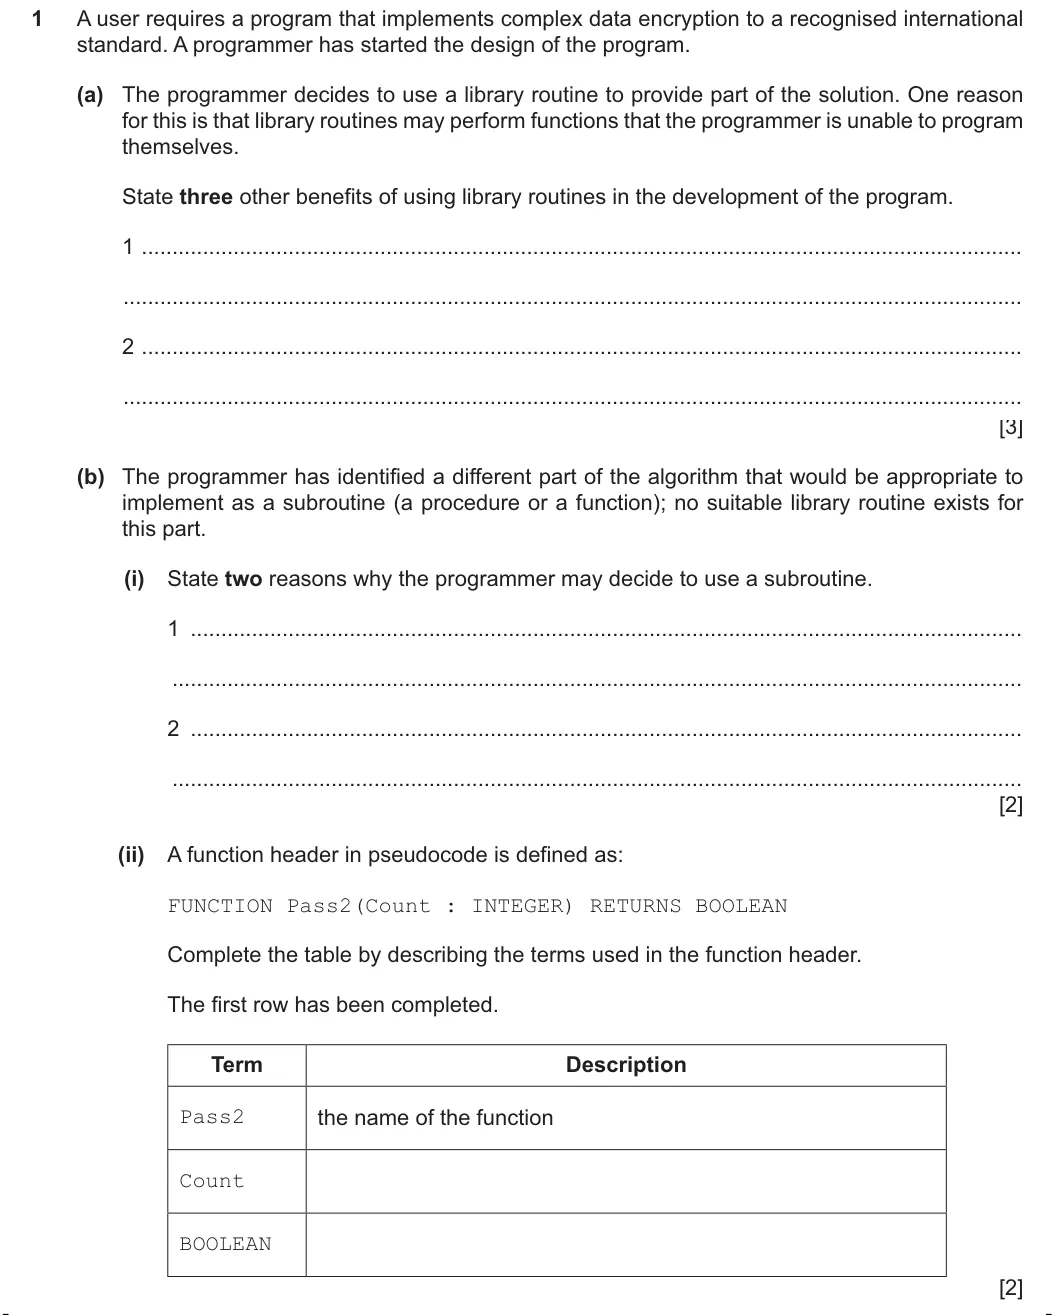 1 A user requires a program that implements complex data encryption to a recognised international
standard. A programmer has started the design of the program.
(a) The programmer decides to use a library routine to provide part of the solution. One reason
for this is that library routines may perform functions that the programmer is unable to program
themselves.
State three other benefits of using library routines in the development of the program.
1 ................................................................................................................................................
...................................................................................................................................................
2 ................................................................................................................................................
...................................................................................................................................................
[3]
(b) The programmer has identified a different part of the algorithm that would be appropriate to
implement as a subroutine (a procedure or a function); no suitable library routine exists for
this part.
(i) State two reasons why the programmer may decide to use a subroutine.
1 ........................................................................................................................................
...........................................................................................................................................
2 ........................................................................................................................................
...........................................................................................................................................
[2]
(ii) A function header in pseudocode is defined as:
FUNCTION Pass2(Count : INTEGER) RETURNS BOOLEAN
Complete the table by describing the terms used in the function header.
The first row has been completed.
Term Description
Pass2 the name of the function
Count
BOOLEAN
[2]